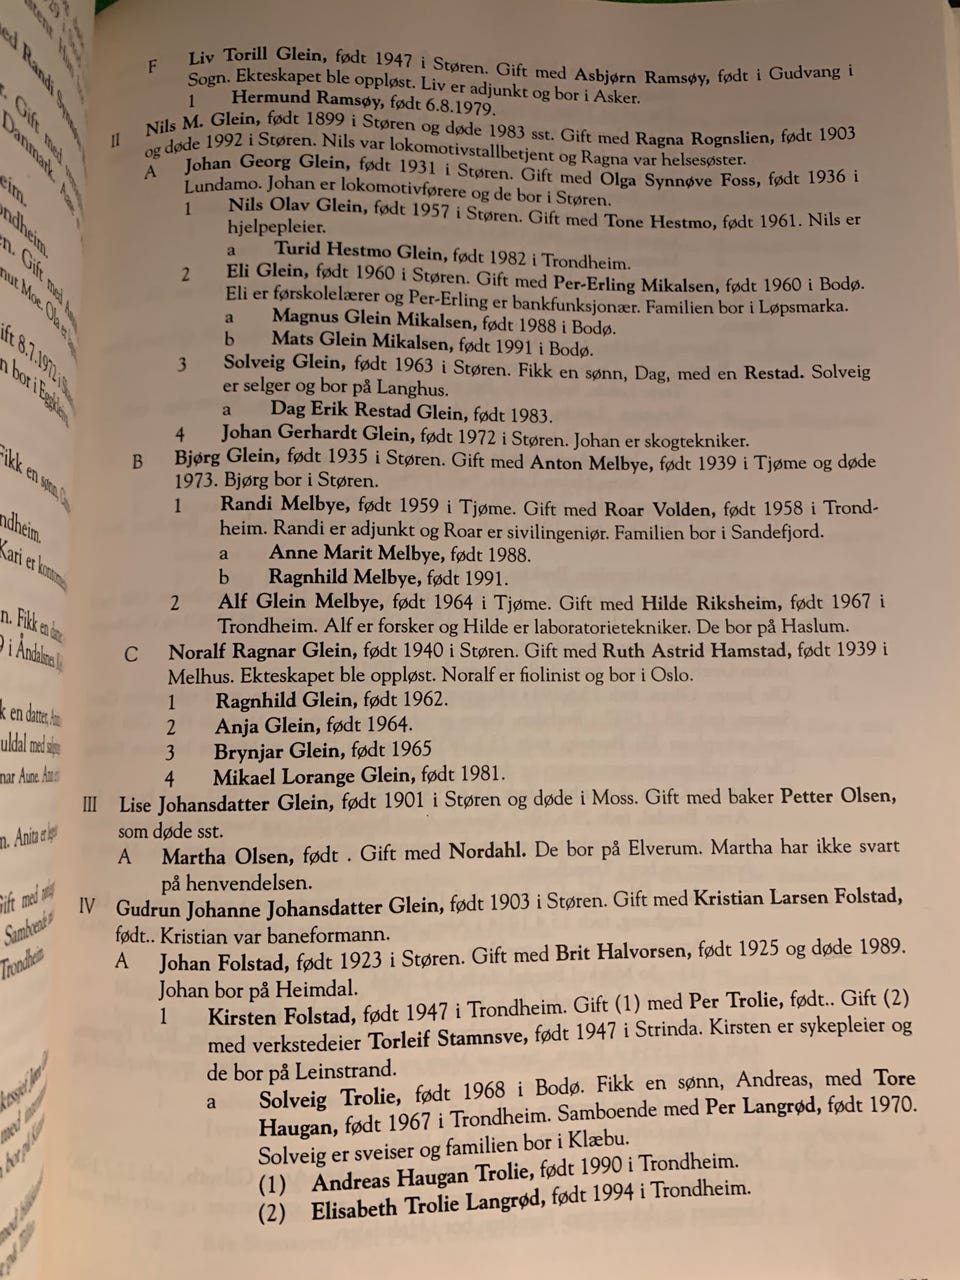 F Liv Torill Glein, født 1947 i Støren. Gift med Asbjørn Ramsøy, født i Gudvang i
Sogn. Ekteskapet ble oppløst. Liv er adjunkt og bor i Asker.
1 Hermund Ramsøy, født 6.8.1979.
II Nils M. Glein, født 1899 i Støren og døde 1983 sst. Gift med Ragna Rognslien, født 1903
og døde 1992 i Støren. Nils var lokomotivstallbetjent og Ragna var helsesøster.
A Johan Georg Glein, født 1931 i Støren. Gift med Olga Synnøve Foss, født 1936 i
Lundamo. Johan er lokomotivførere og de bor i Støren.
1 Nils Olav Glein, født 1957 i Støren. Gift med Tone Hestmo, født 1961. Nils er
hjelpepleier.
a Turid Hestmo Glein, født 1982 i Trondheim.
2 Eli Glein, født 1960 i Støren. Gift med Per-Erling Mikalsen, født 1960 i Bodø.
Eli er førskolelærer og Per-Erling er bankfunksjonær. Familien bor i Løpsmarka.
a Magnus Glein Mikalsen, født 1988 i Bodø.
b Mats Glein Mikalsen, født 1991 i Bodø.
3 Solveig Glein, født 1963 i Støren. Fikk en sønn, Dag, med en Restad. Solveig
er selger og bor på Langhus.
a Dag Erik Restad Glein, født 1983.
4 Johan Gerhardt Glein, født 1972 i Støren. Johan er skogtekniker.
B Bjørg Glein, født 1935 i Støren. Gift med Anton Melbye, født 1939 i Tjøme og døde
1973. Bjørg bor i Støren.
1 Randi Melbye, født 1959 i Tjøme. Gift med Roar Volden, født 1958 i Trond-
heim. Randi er adjunkt og Roar er sivilingeniør. Familien bor i Sandefjord.
a Anne Marit Melbye, født 1988.
b Ragnhild Melbye, født 1991.
2 Alf Glein Melbye, født 1964 i Tjøme. Gift med Hilde Riksheim, født 1967 i
Trondheim. Alf er forsker og Hilde er laboratorietekniker. De bor på Haslum.
C Noralf Ragnar Glein, født 1940 i Støren. Gift med Ruth Astrid Hamstad, født 1939 i
Melhus. Ekteskapet ble oppløst. Noralf er fiolinist og bor i Oslo.
1 Ragnhild Glein, født 1962.
2 Anja Glein, født 1964.
3 Brynjar Glein, født 1965
4 Mikael Lorange Glein, født 1981.
III Lise Johansdatter Glein, født 1901 i Støren og døde i Moss. Gift med baker Petter Olsen,
som døde sst.
A Martha Olsen, født . Gift med Nordahl. De bor på Elverum. Martha har ikke svart
på henvendelsen.
IV Gudrun Johanne Johansdatter Glein, født 1903 i Støren. Gift med Kristian Larsen Folstad,
født.. Kristian var baneformann.
A Johan Folstad, født 1923 i Støren. Gift med Brit Halvorsen, født 1925 og døde 1989.
Johan bor på Heimdal.
1 Kirsten Folstad, født 1947 i Trondheim. Gift (1) med Per Trolie, født.. Gift (2)
med verkstedeier Torleif Stamnsve, født 1947 i Strinda. Kirsten er sykepleier og
de bor på Leinstrand.
a Solveig Trolie, født 1968 i Bodø. Fikk en sønn, Andreas, med Tore
Haugan, født 1967 i Trondheim. Samboende med Per Langrød, født 1970.
Solveig er sveiser og familien bor i Klæbu.
(1) Andreas Haugan Trolie, født 1990 i Trondheim.
(2) Elisabeth Trolie Langrød, født 1994 i Trondheim.